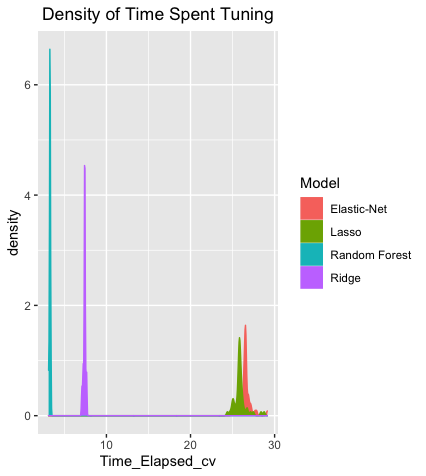 Density of Time Spent Tuning
6
4
2
0
density
10
20
30
Time_Elapsed_cv
Model
Elastic-Net
Lasso
Random Forest
Ridge